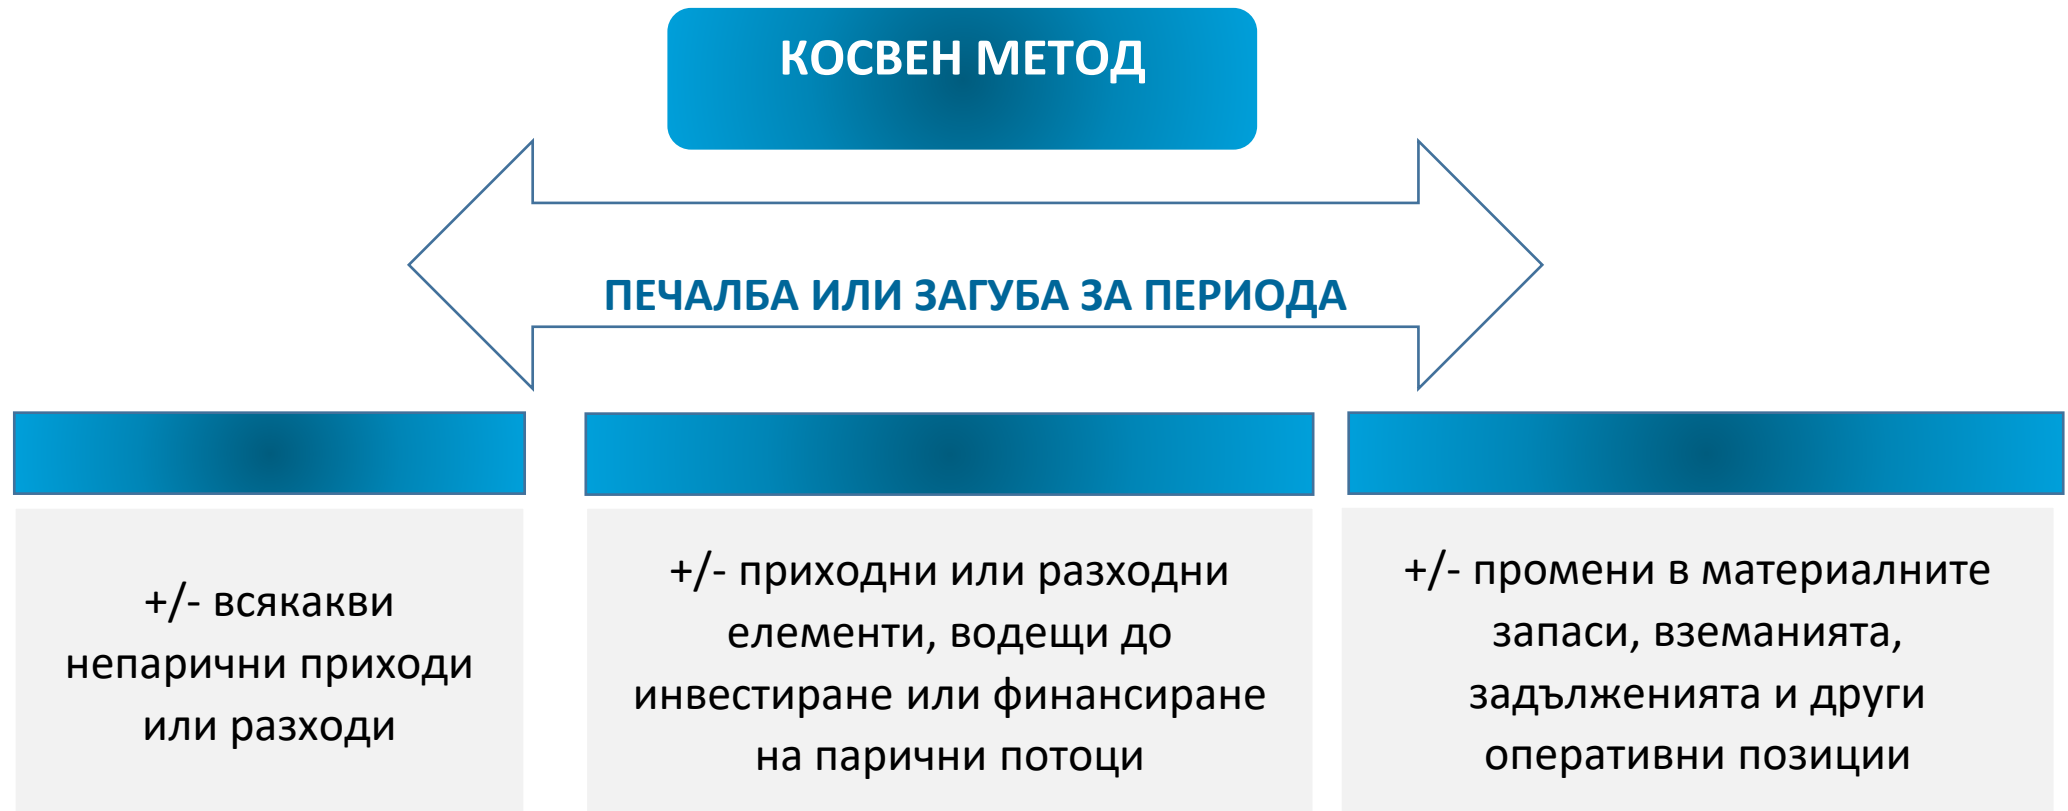 КОСВЕН МЕТОД
ПЕЧАЛБА ИЛИ ЗАГУБА ЗА ПЕРИОДА
+/- всякакви
непарични приходи
или разходи
+/- приходни или разходни
елементи, водещи до
инвестиране или финансиране
на парични потоци
+/- промени в материалните
запаси, вземанията,
задълженията и други
оперативни позиции